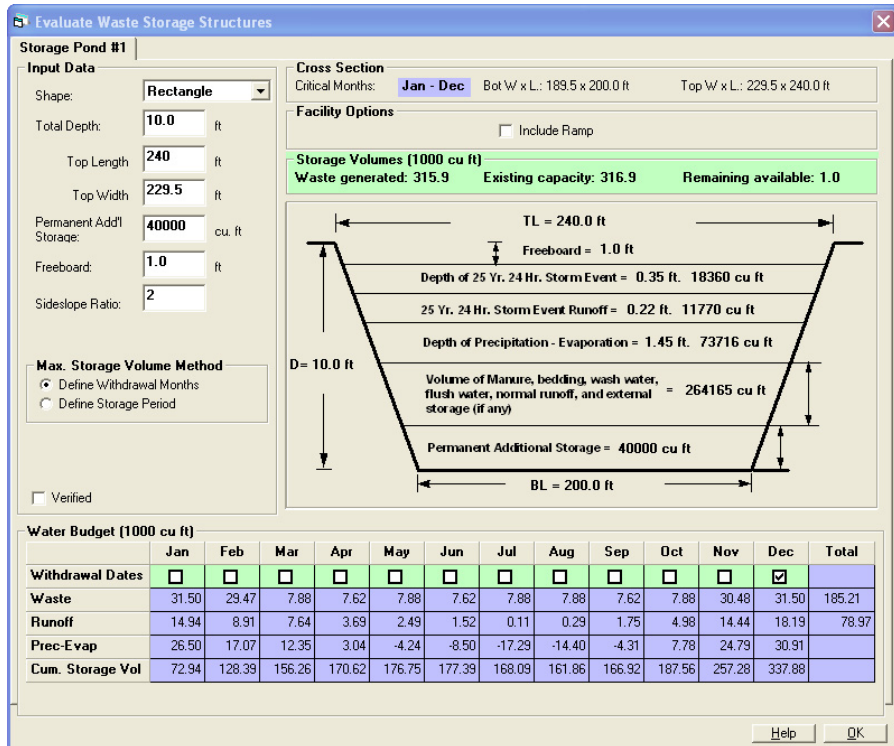 Evaluate Waste Storage Structures
Storage Pond #1
Input Data
Shape: Rectangle
Total Depth: 10.0 ft
Top Length 240 ft
Top Width 229.5 ft
Permanent Add'l
Storage: 40000 cu. ft
Freeboard: 1.0 ft
Sideslope Ratio: 2
Max. Storage Volume Method
Define Withdrawal Months
Define Storage Period
Verified
Cross Section
Critical Months: Jan - Dec Bot W x L.: 189.5 x 200.0 ft Top W x L.: 229.5 x 240.0 ft
Facility Options
Include Ramp
Storage Volumes (1000 cu ft)
Waste generated: 315.9 Existing capacity: 316.9 Remaining available: 1.0
TL = 240.0 ft
Freeboard = 1.0 ft
Depth of 25 Yr. 24 Hr. Storm Event = 0.35 ft. 18360 cu ft
25 Yr. 24 Hr. Storm Event Runoff = 0.22 ft. 11770 cu ft
Depth of Precipitation - Evaporation = 1.45 ft. 73716 cu ft
D= 10.0 ft
Volume of Manure, bedding, wash water,
flush water, normal runoff, and external = 264165 cu ft
storage (if any)
Permanent Additional Storage = 40000 cu ft
BL = 200.0 ft
Water Budget (1000 cu ft)
Jan Feb Mar Apr May Jun Jul Aug Sep Oct Nov Dec Total
Withdrawal Dates
Waste 31.50 29.47 7.88 7.62 7.88 7.62 7.88 7.88 7.62 7.88 30.48 31.50 185.21
Runoff 14.94 8.91 7.64 3.69 2.49 1.52 0.11 0.29 1.75 4.98 14.44 18.19 78.97
Prec-Evap 26.50 17.07 12.35 3.04 -4.24 -8.50 -17.29 -14.40 -4.31 7.78 24.79 30.91
Cum. Storage Vol 72.94 128.39 156.26 170.62 176.75 177.39 168.09 161.86 166.92 187.56 257.28 337.88
Help OK